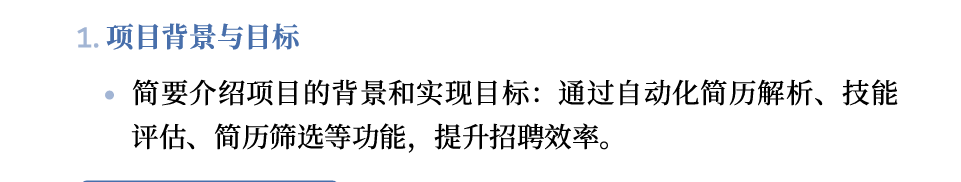 1. 项目背景与目标
• 简要介绍项目的背景和实现目标：通过自动化简历解析、技能
评估、简历筛选等功能，提升招聘效率。